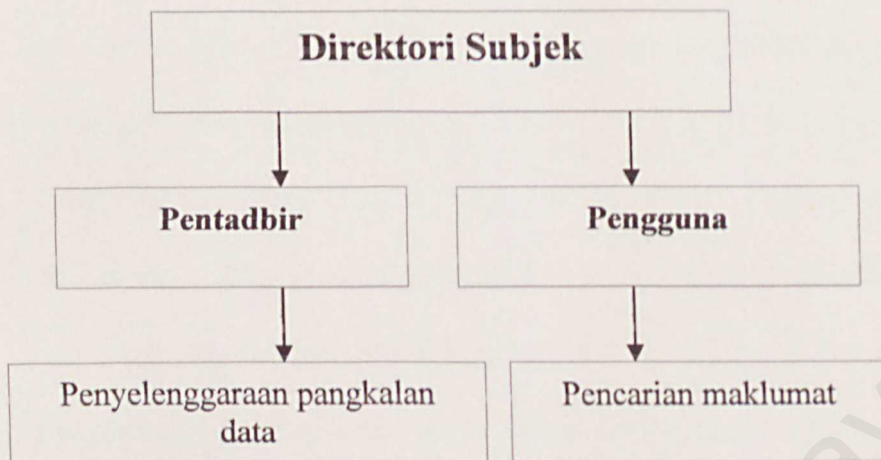 Direktori Subjek
Pentadbir
Pengguna
Penyelenggaraan pangkalan
data
Pencarian maklumat